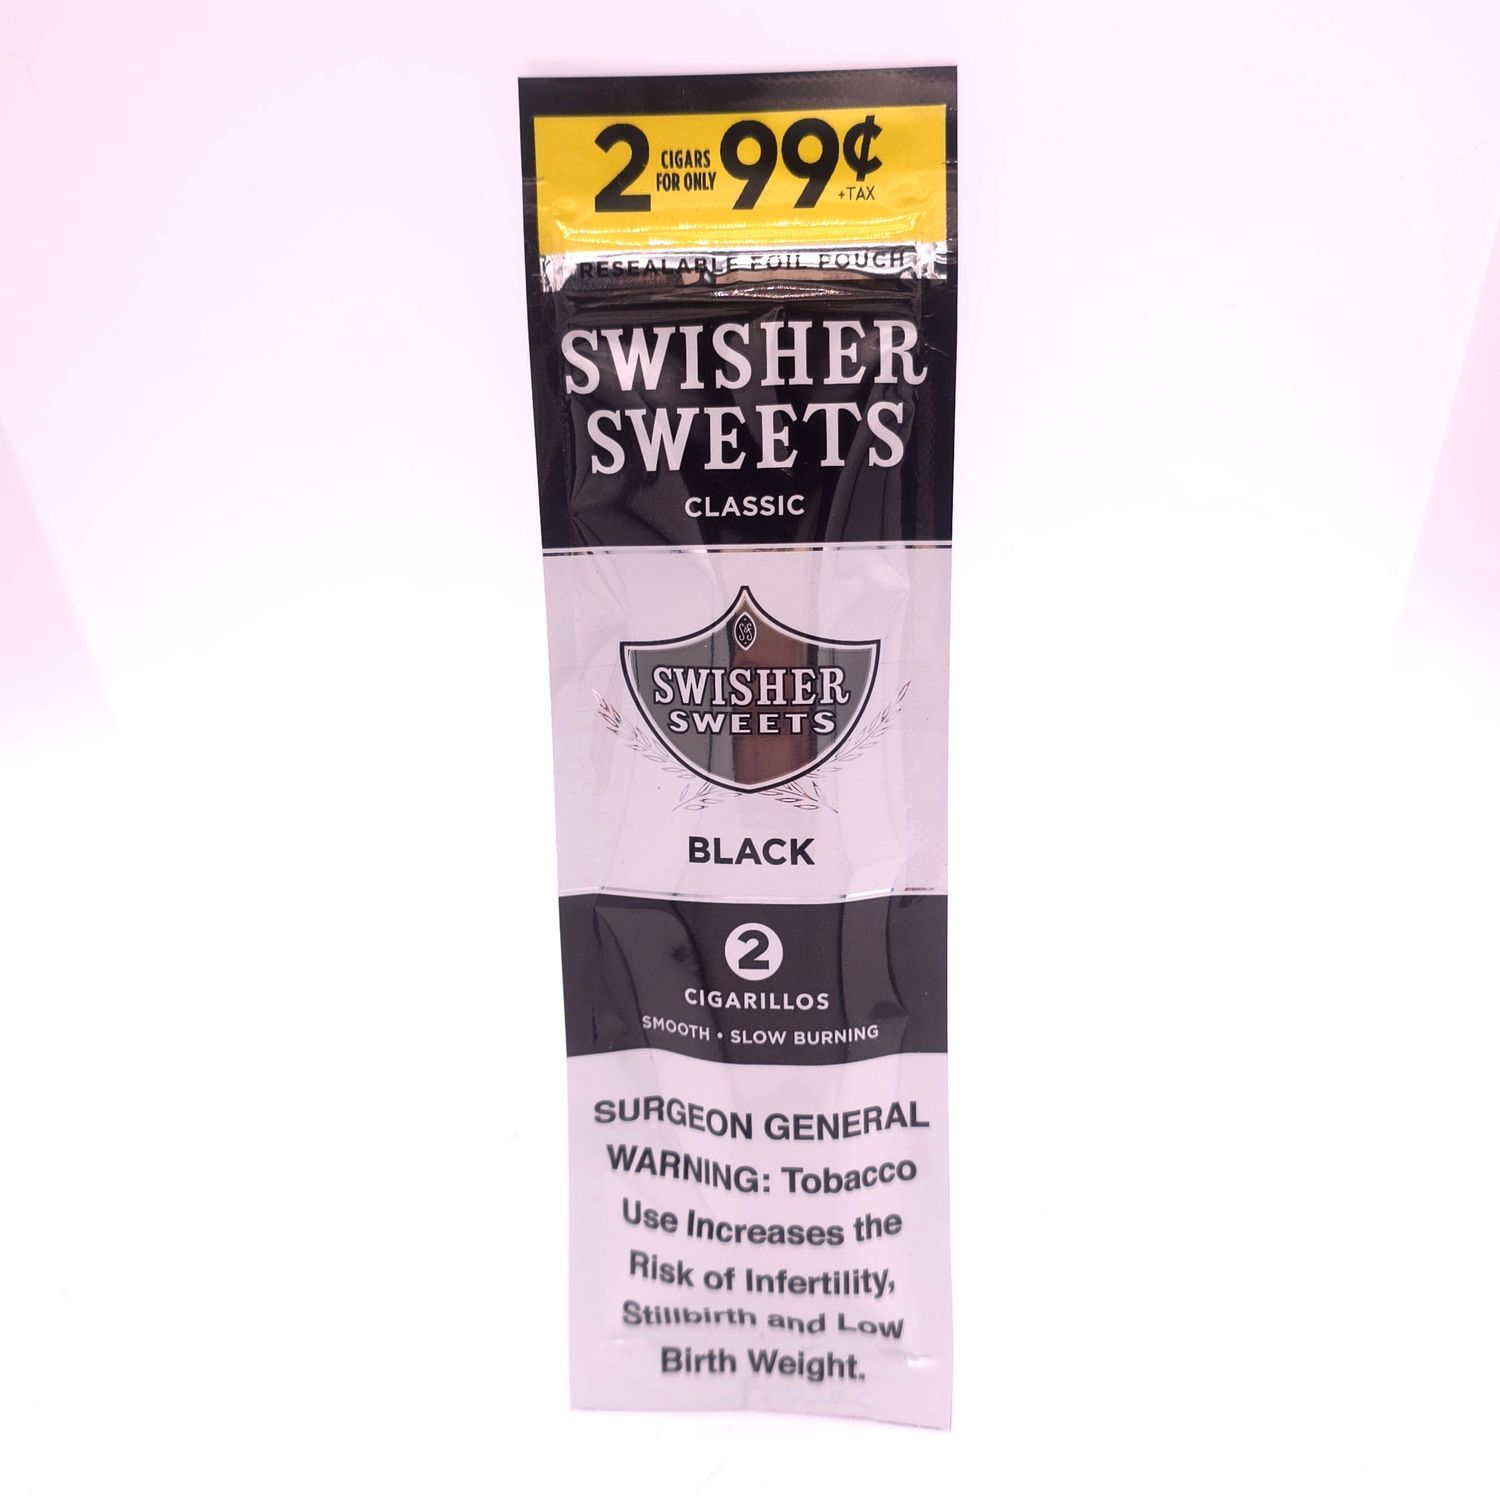 2 CIGARS FOR ONLY 99¢ +TAX
RESEALABLE FOIL POUCH
SWISHER
SWEETS
CLASSIC
S&S
SWISHER
SWEETS
BLACK
2
CIGARILLOS
SMOOTH • SLOW BURNING
SURGEON GENERAL
WARNING: Tobacco
Use Increases the
Risk of Infertility,
Stillbirth and Low
Birth Weight.